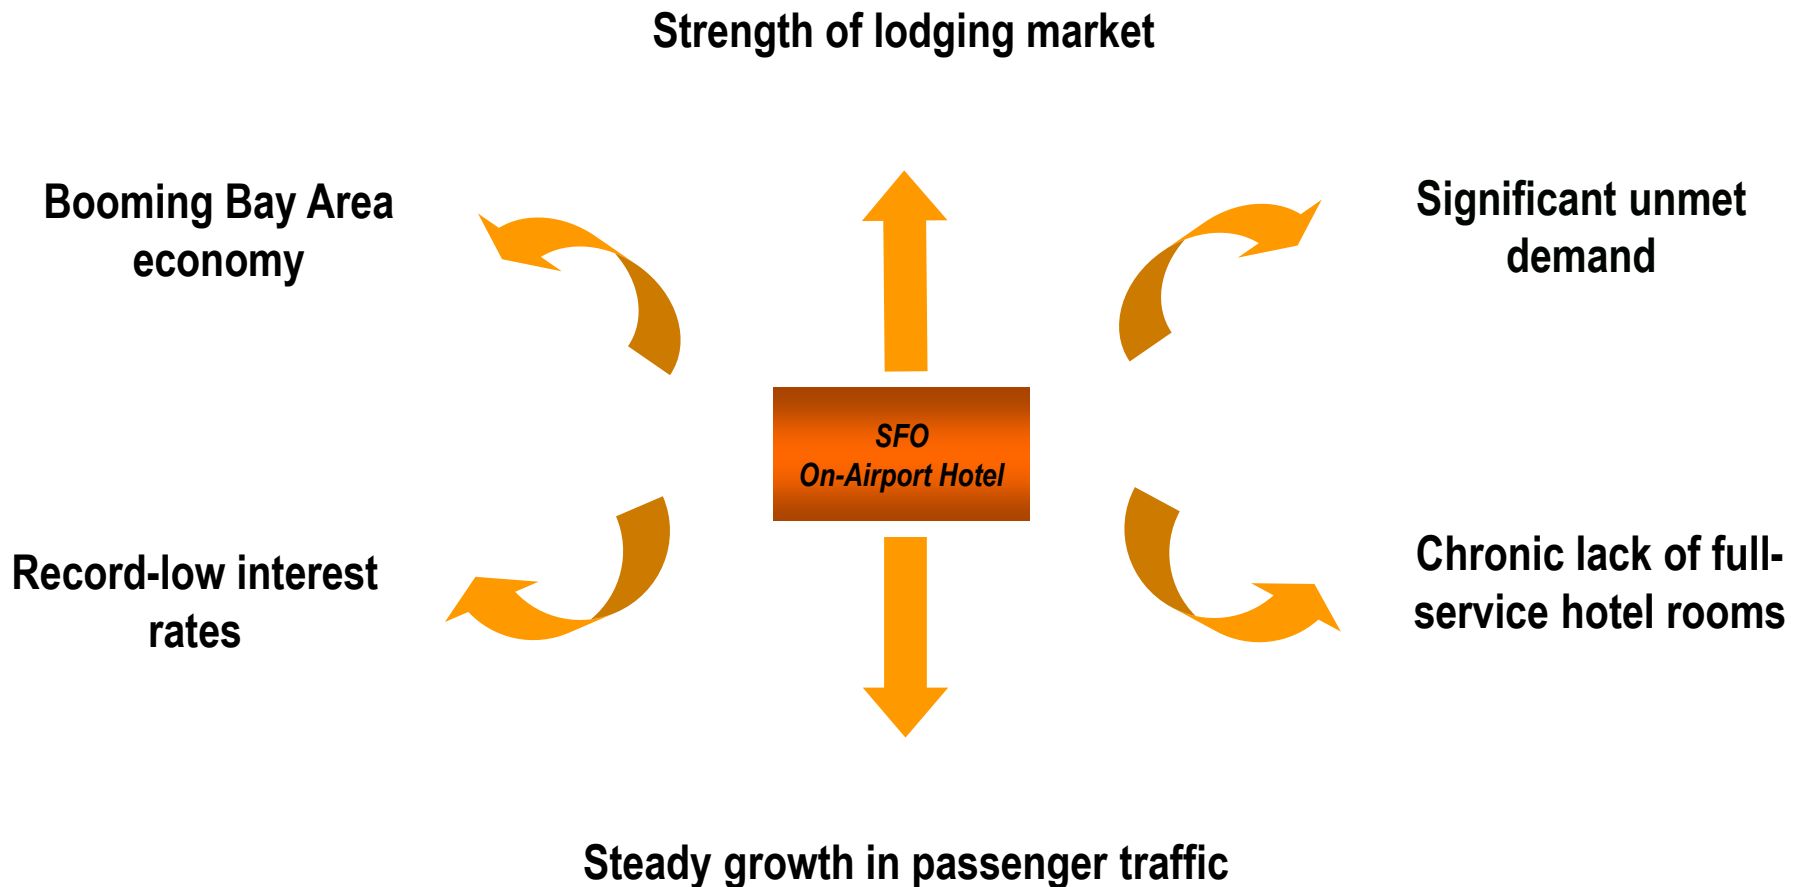 Strength of lodging market
Booming Bay Area
economy
Significant unmet
demand
SFO
On-Airport Hotel
Record-low interest
rates
Chronic lack of full-
service hotel rooms
Steady growth in passenger traffic